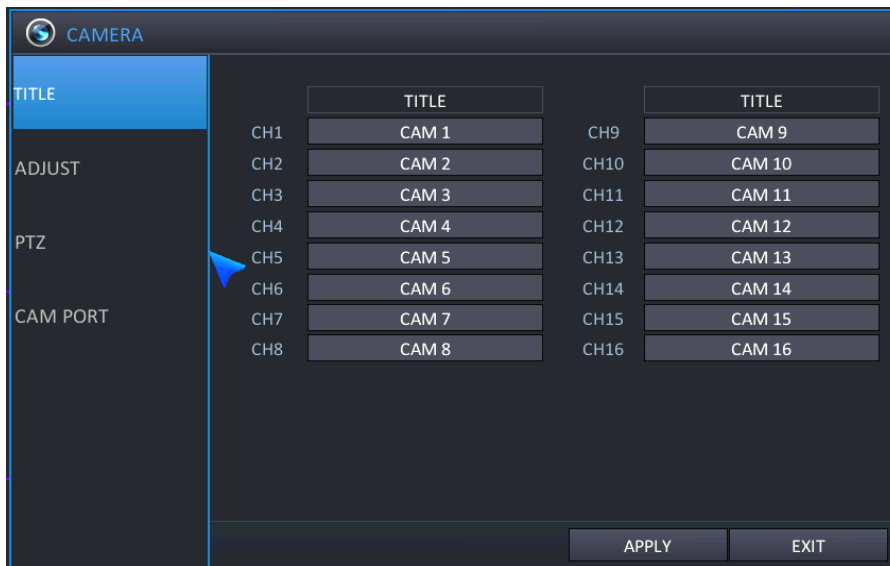 CAMERA
TITLE
ADJUST
PTZ
CAM PORT
TITLE TITLE
CH1 CAM 1 CH9 CAM 9
CH2 CAM 2 CH10 CAM 10
CH3 CAM 3 CH11 CAM 11
CH4 CAM 4 CH12 CAM 12
CH5 CAM 5 CH13 CAM 13
CH6 CAM 6 CH14 CAM 14
CH7 CAM 7 CH15 CAM 15
CH8 CAM 8 CH16 CAM 16
APPLY EXIT